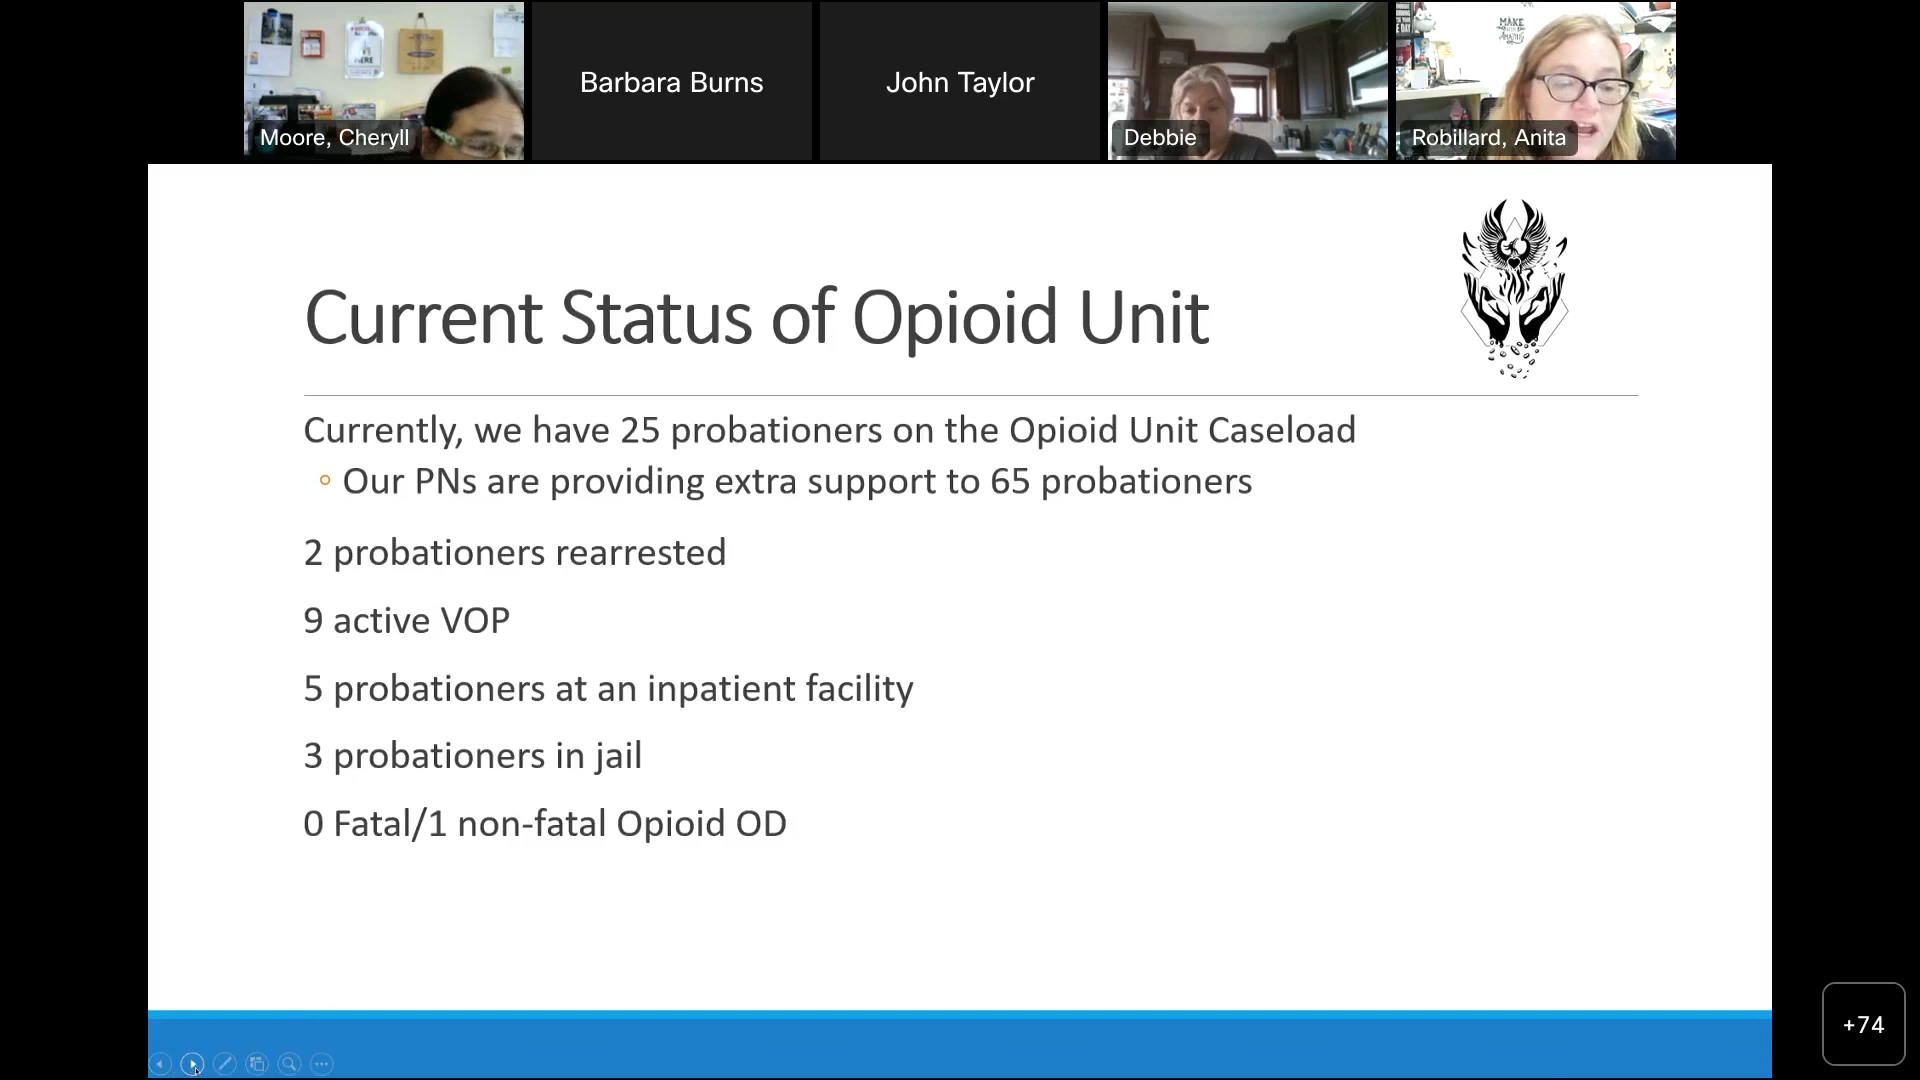 MAKE
AMAZING
HERE
Moore, Cheryll
Barbara Burns
John Taylor
Debbie
Robillard, Anita
Current Status of Opioid Unit
Currently, we have 25 probationers on the Opioid Unit Caseload
Our PNs are providing extra support to 65 probationers
2 probationers rearrested
9 active VOP
5 probationers at an inpatient facility
3 probationers in jail
0 Fatal/1 non-fatal Opioid OD
+74